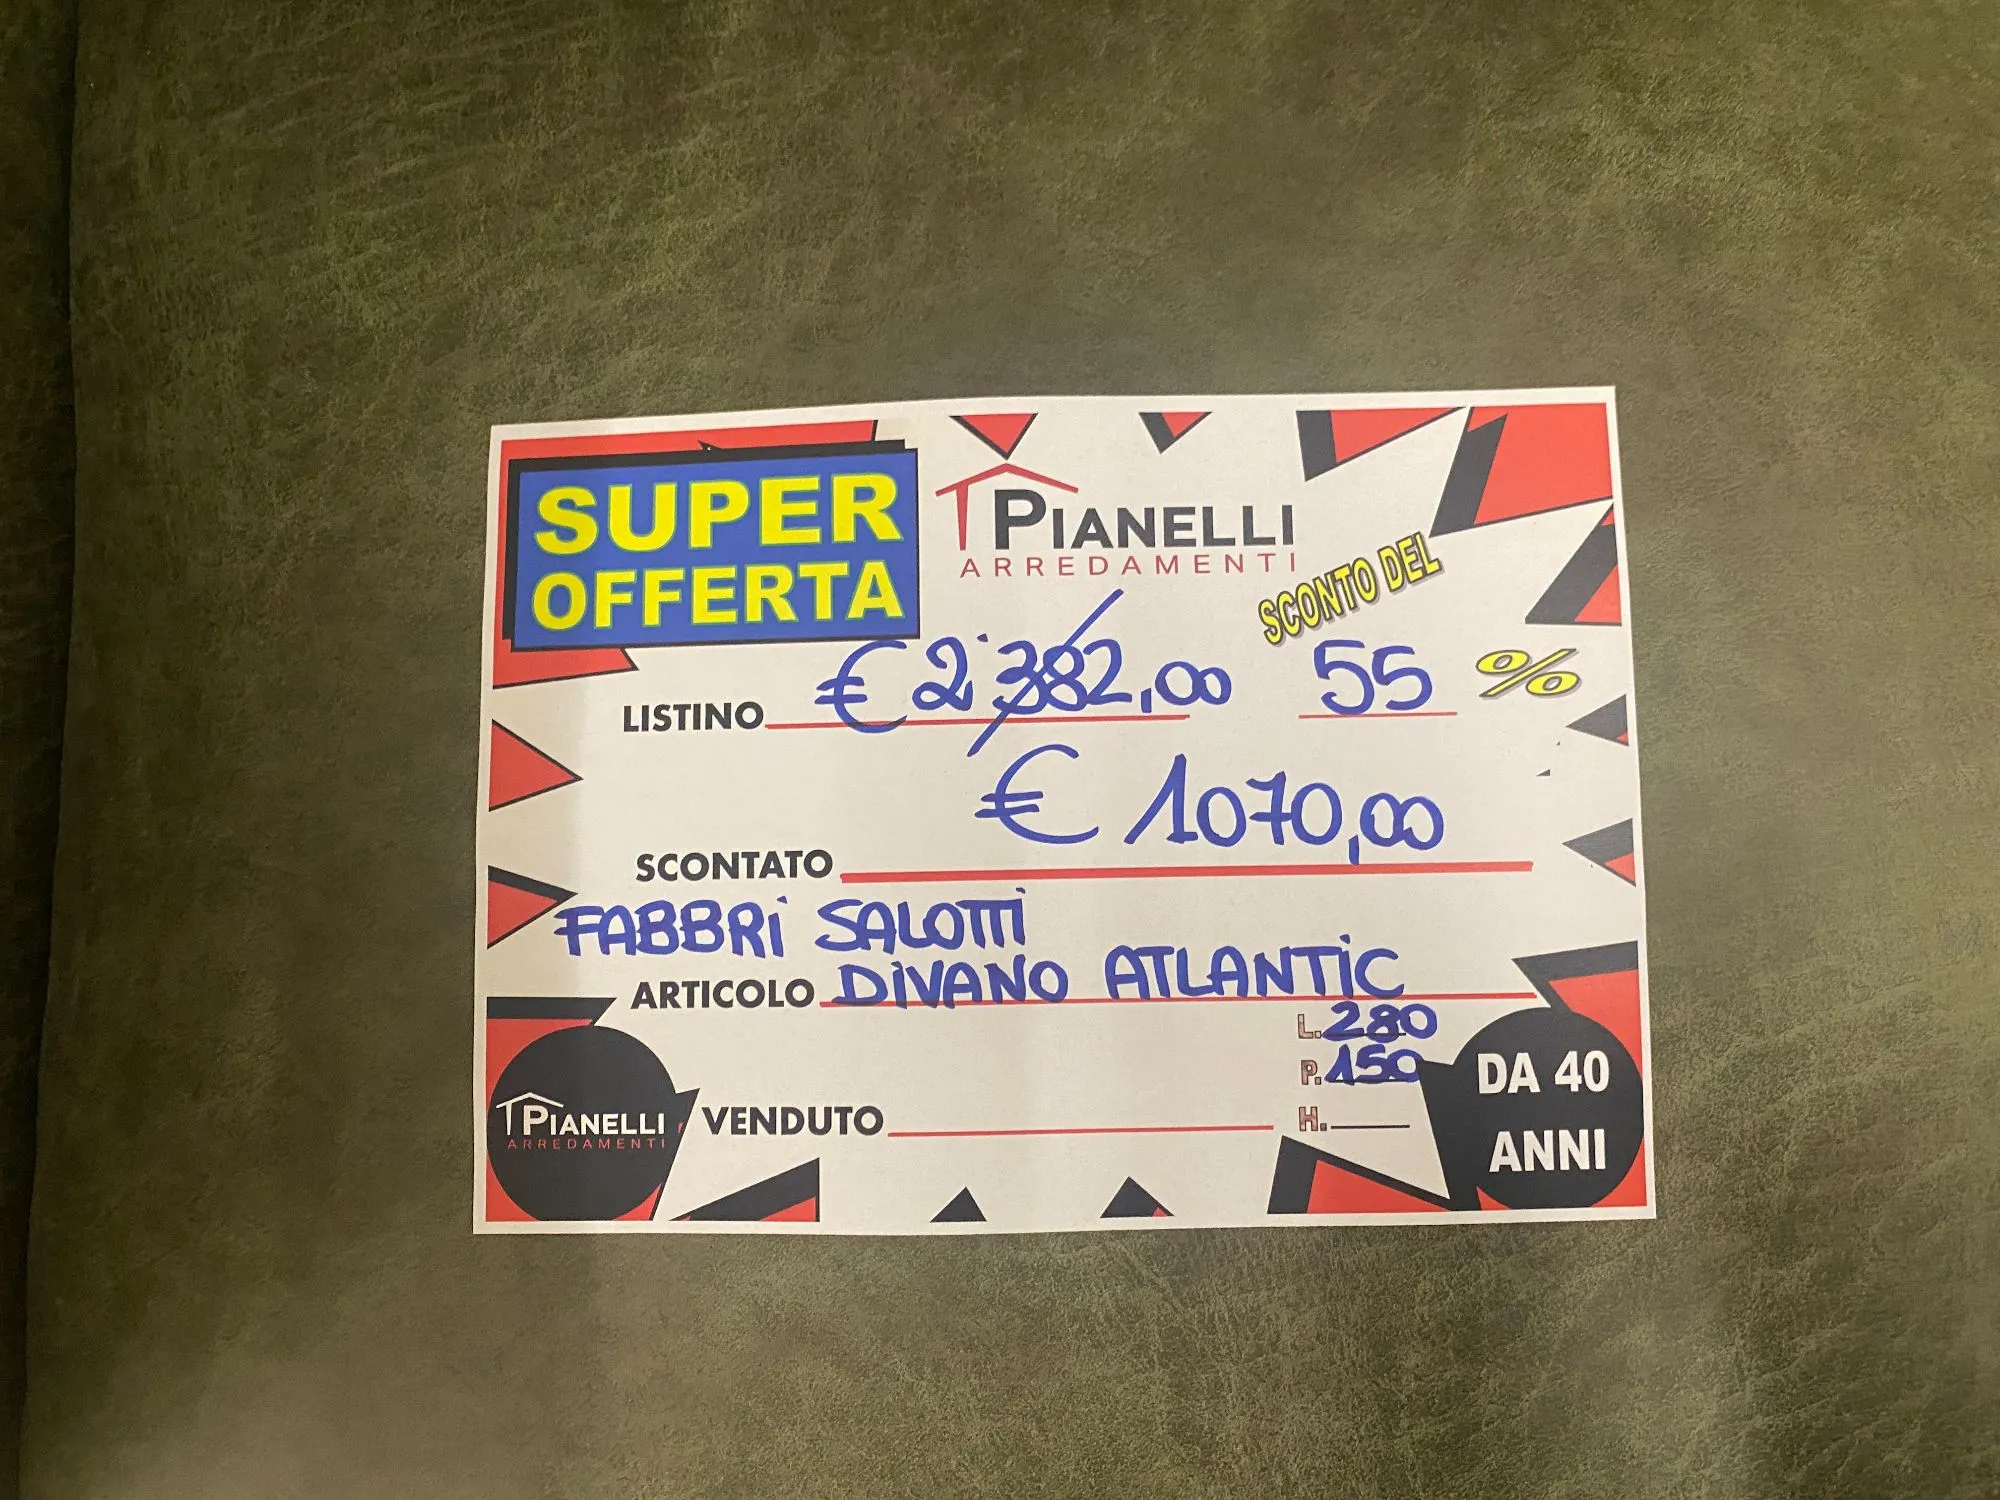 SUPER
OFFERTA
PIANELLI
ARREDAMENTI
SCONTO DEL
LISTINO € 2'382,00 55 %
€ 1070,00
SCONTATO
FABBRi SALOTTi
ARTICOLO DiVANO ATLANTiC
L. 280
P. 150
H.
VENDUTO
PIANELLI
ARREDAMENTI
DA 40
ANNI